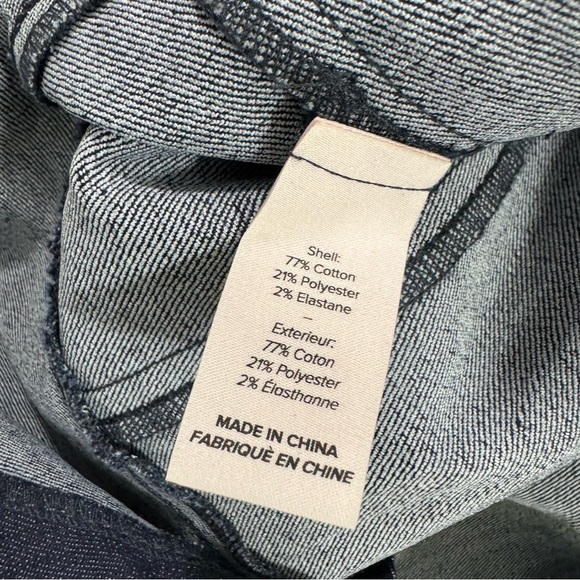 Shell:
77% Cotton
21% Polyester
2% Elastane
–
Exterieur:
77% Coton
21% Polyester
2% Élasthanne
MADE IN CHINA
FABRIQUÈ EN CHINE